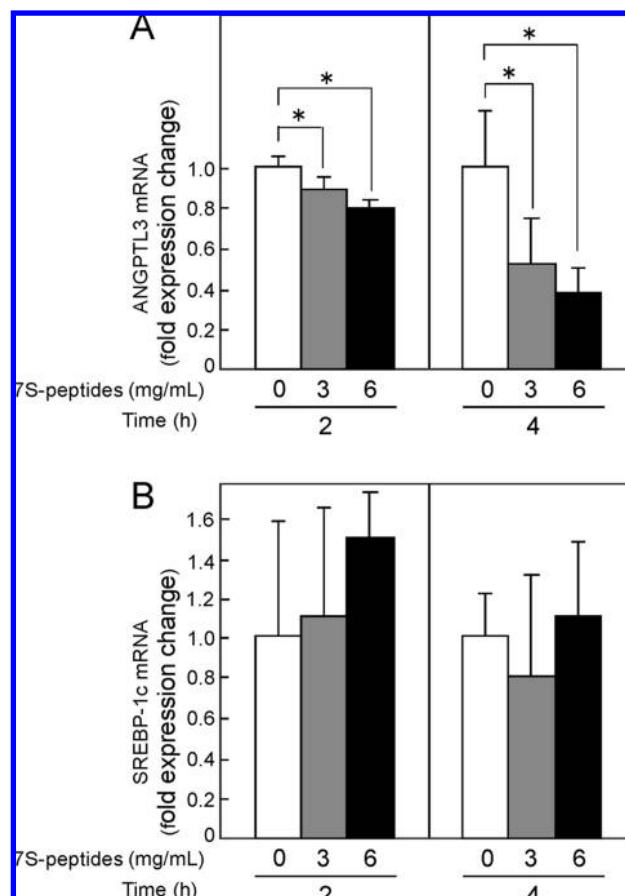 A
*
*
*
*
ANGPTL3 mRNA
(fold expression change)
1.0
0.8
0.6
0.4
0.2
0
7S-peptides (mg/mL) 0 3 6 0 3 6
Time (h) 2 4
B
SREBP-1c mRNA
(fold expression change)
1.6
1.4
1.2
1.0
0.8
0.6
0.4
0.2
0
7S-peptides (mg/mL) 0 3 6 0 3 6
Time (h) 2 4